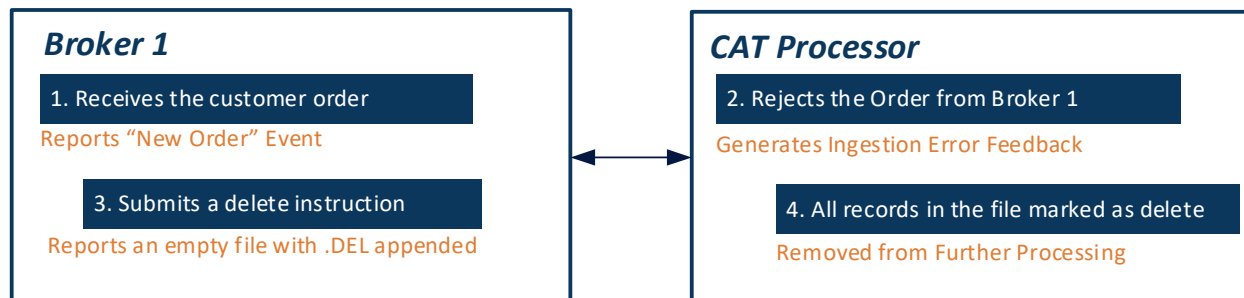 Broker 1
1. Receives the customer order
Reports “New Order” Event
3. Submits a delete instruction
Reports an empty file with .DEL appended
CAT Processor
2. Rejects the Order from Broker 1
Generates Ingestion Error Feedback
4. All records in the file marked as delete
Removed from Further Processing